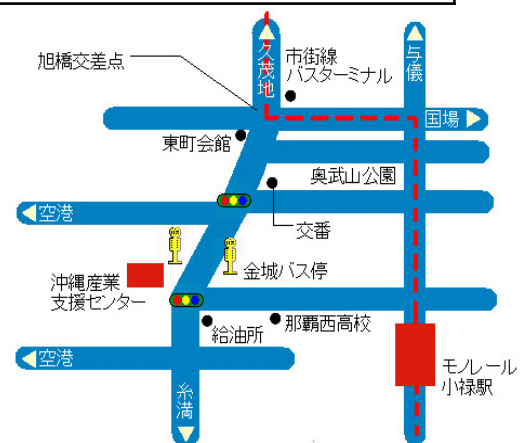 久茂地
市街線
バスターミナル
与儀
旭橋交差点
国場
東町会館
奥武山公園
空港
交番
金城バス停
沖縄産業
支援センター
給油所
那覇西高校
空港
モノレール
小禄駅
糸満